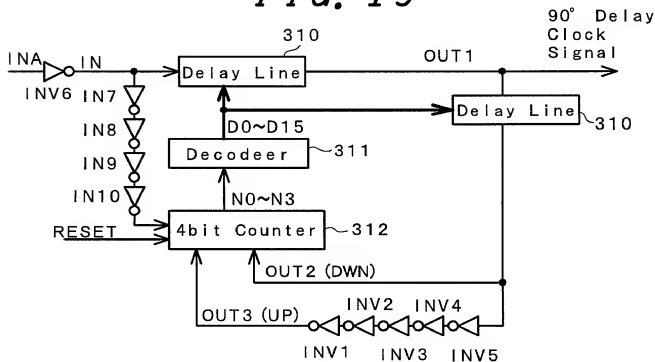 FIG. 19
90° Delay
Clock
Signal
310
INA
IN
Delay Line
OUT1
INV6
IN7
Delay Line
310
D0~D15
IN8
Decodeer
311
IN9
IN10
N0~N3
RESET
4bit Counter
312
OUT2 (DWN)
INV2 INV4
OUT3 (UP)
INV1 INV3 INV5